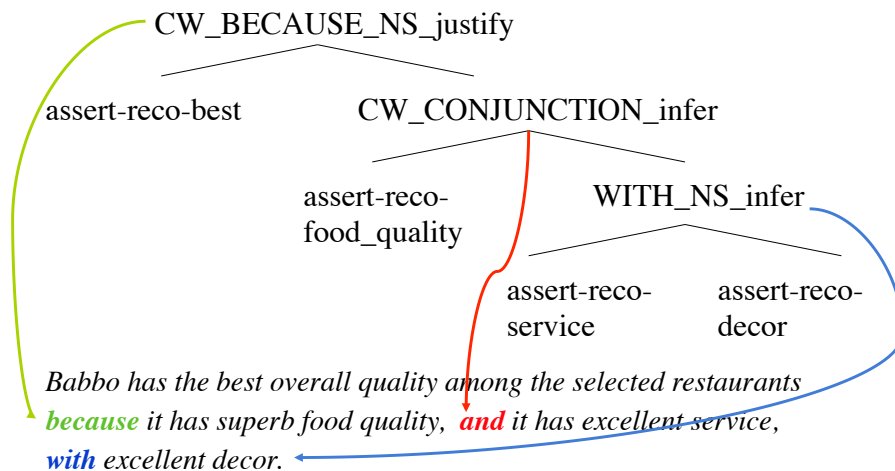 CW_BECAUSE_NS_justify
assert-reco-best
CW_CONJUNCTION_infer
assert-reco-
food_quality
WITH_NS_infer
assert-reco-
service
assert-reco-
decor
Babbo has the best overall quality among the selected restaurants
because it has superb food quality, and it has excellent service,
with excellent decor.